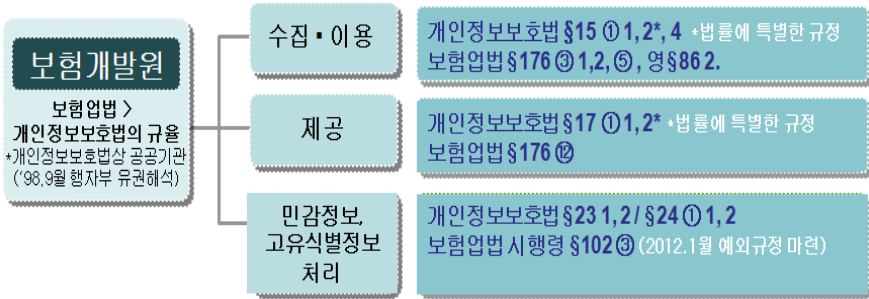 보험개발원
보험업법 >
개인정보보호법의 규율
*개인정보보호법상 공공기관
('98.9월 행자부 유권해석)
수집▪이용
개인정보보호법 §15 ① 1, 2*, 4 *법률에 특별한 규정
보험업법 §176 ③ 1,2, ⑤, 영 §86 2.
제공
개인정보보호법 §17 ① 1, 2* *법률에 특별한 규정
보험업법 §176 ⑫
민감정보,
고유식별정보
처리
개인정보보호법 §23 1, 2 / §24 ① 1, 2
보험업법 시행령 §102 ③ (2012.1월 예외규정 마련)